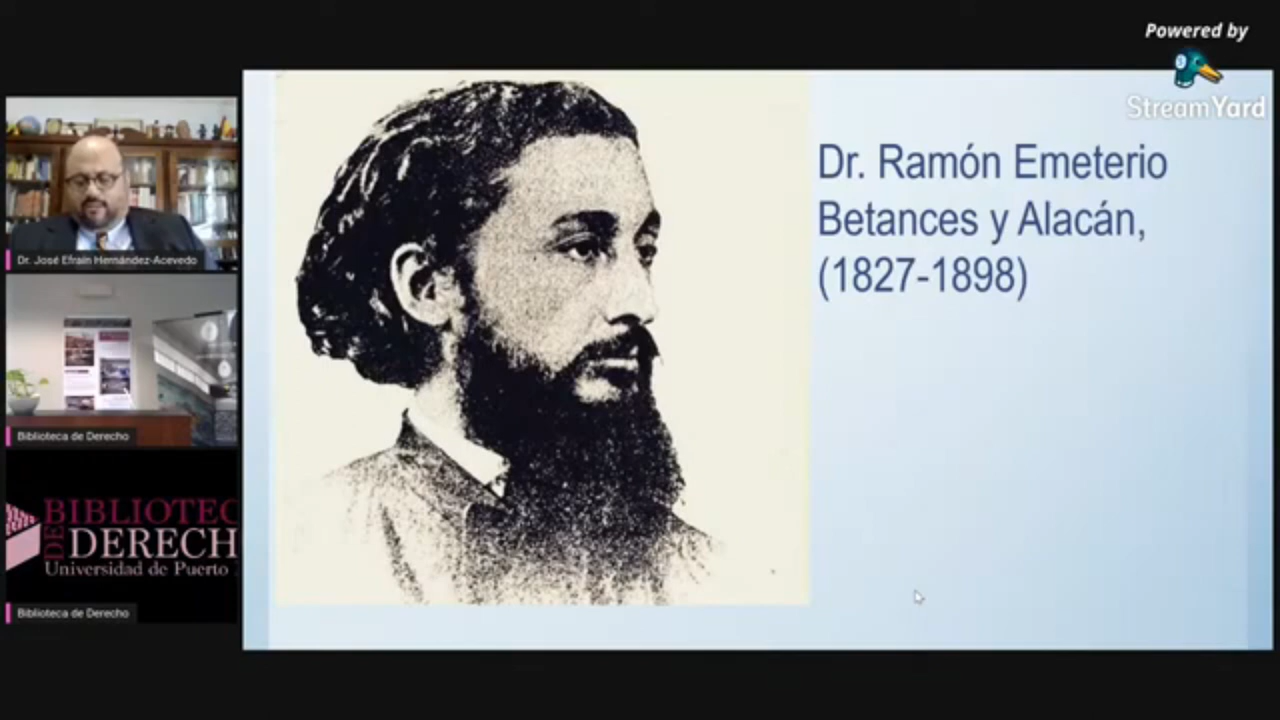 Powered by
StreamYard
Dr. Ramón Emeterio
Betances y Alacán,
(1827-1898)
Dr. José Efraín Hernández-Acevedo
Biblioteca de Derecho
BIBLIOTEC
DE
DERECH
Universidad de Puerto
Biblioteca de Derecho